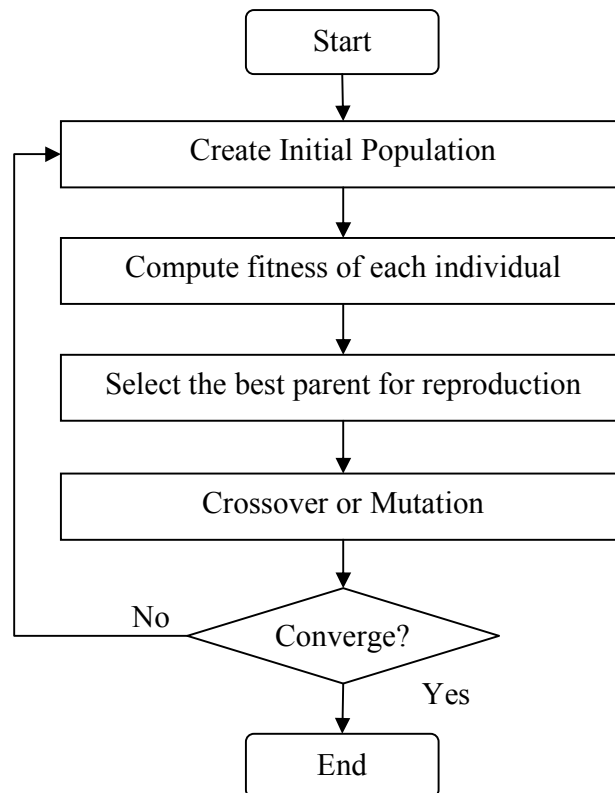 Start
Create Initial Population
Compute fitness of each individual
Select the best parent for reproduction
Crossover or Mutation
No
Converge?
Yes
End